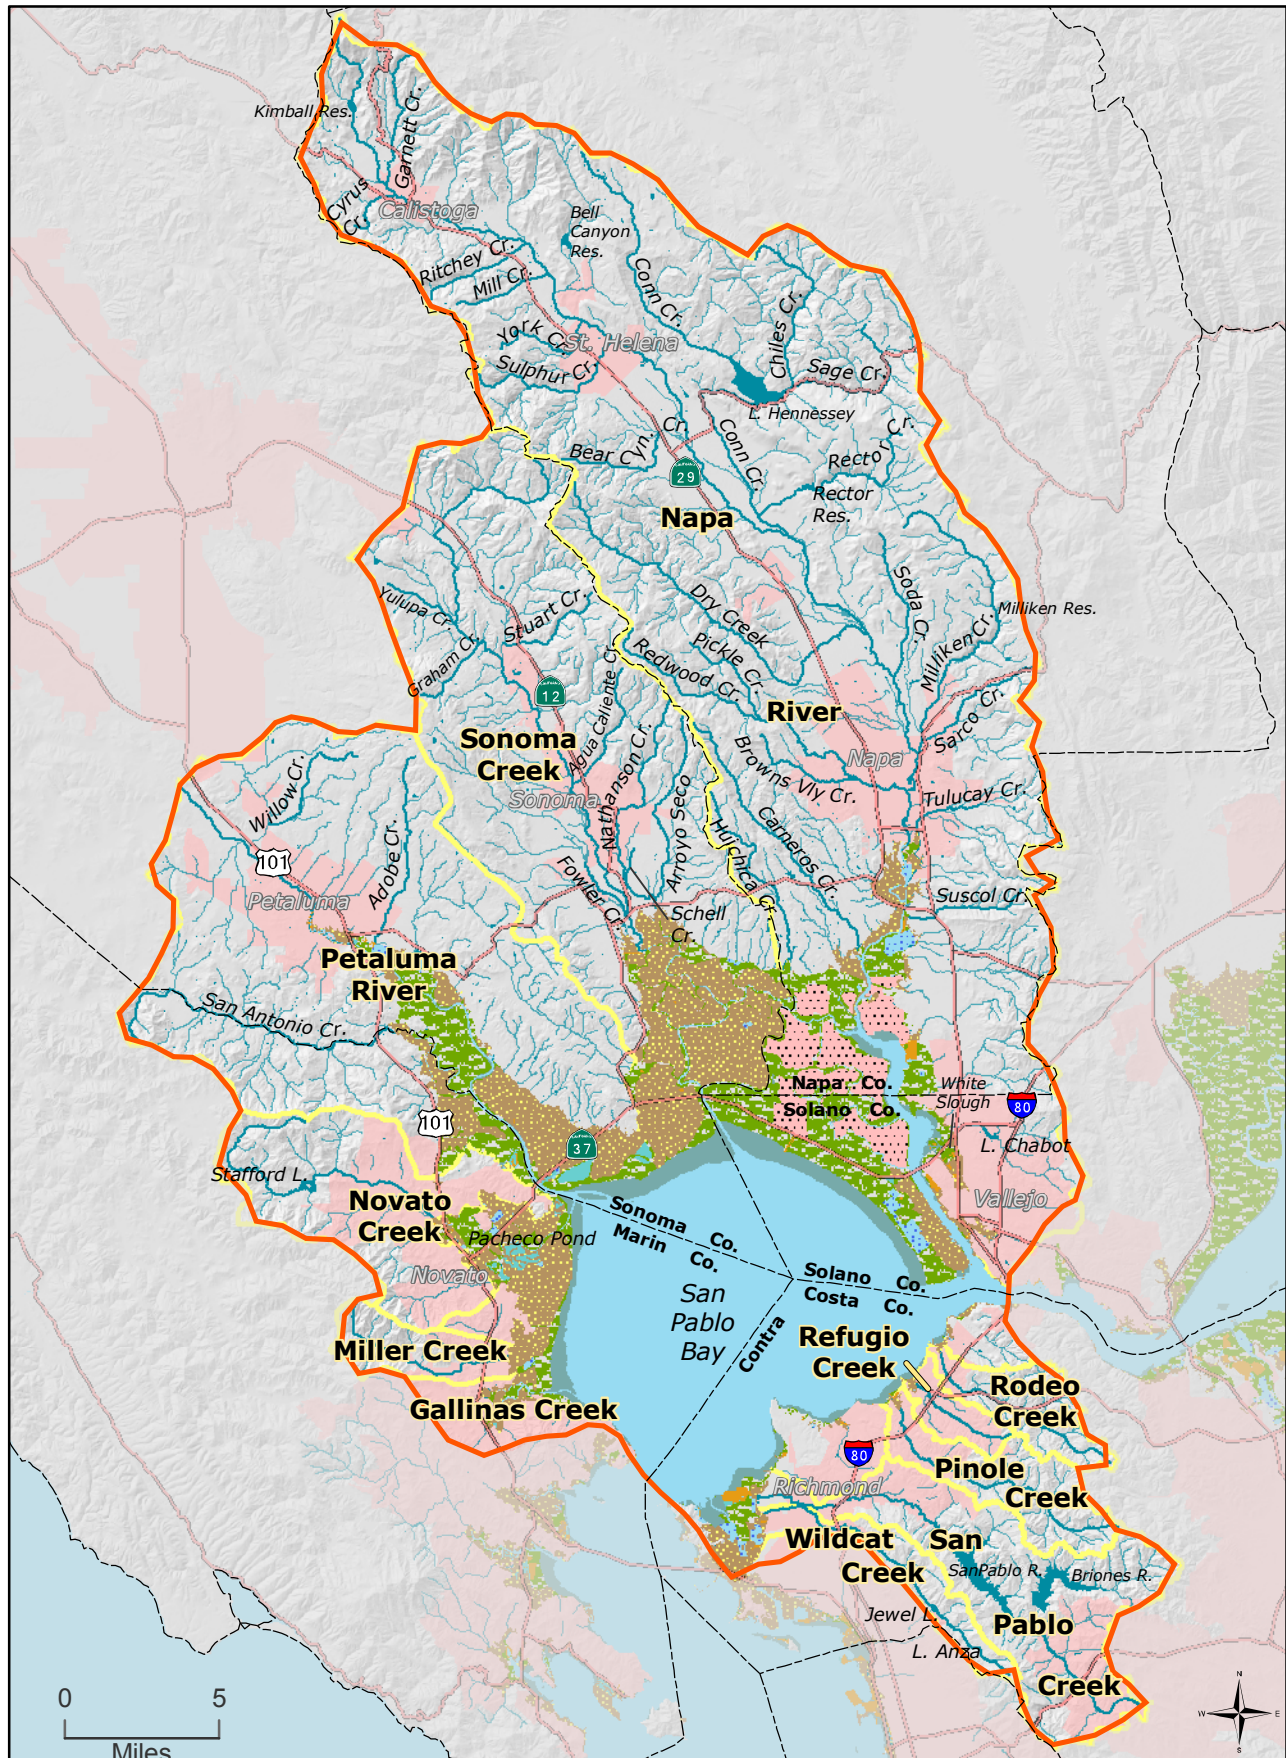 Kimball Res.
Garnett Cr.
Cyrus
Cr.
Calistoga
Bell
Canyon
Res.
Ritchey Cr.
Mill Cr.
Conn Cr.
York Cr.
St. Helena
Chiles Cr.
Sulphur Cr.
Sage Cr.
L. Hennessey
Bear Cyn. Cr.
Conn Cr.
Rector Cr.
29
Rector
Res.
Napa
Soda Cr.
Yulupa Cr.
Stuart Cr.
Dry Creek
Milliken Res.
Pickle Cr.
Milliken Cr.
Graham Cr.
Agua Caliente Cr.
Redwood Cr.
12
River
Sarco Cr.
Sonoma
Creek
Nathanson Cr.
Browns Vly Cr.
Napa
Willow Cr.
Sonoma
Arroyo Seco
Tulucay Cr.
Huichica Cr.
Carneros Cr.
101
Adobe Cr.
Fowler Cr.
Petaluma
Suscol Cr.
Schell
Cr.
Petaluma
River
San Antonio Cr.
Napa Co.
Solano Co.
White
Slough
80
101
37
L. Chabot
Stafford L.
Vallejo
Novato
Creek
Pacheco Pond
Sonoma Co.
Marin Co.
Novato
Solano Co.
Contra Costa Co.
San
Pablo
Bay
Refugio
Creek
Miller Creek
Rodeo
Creek
Gallinas Creek
80
Pinole
Creek
Richmond
Wildcat
Creek
San
SanPablo R.
Briones R.
Jewel L.
Pablo
L. Anza
Creek
0 5
Miles
N
W E
S